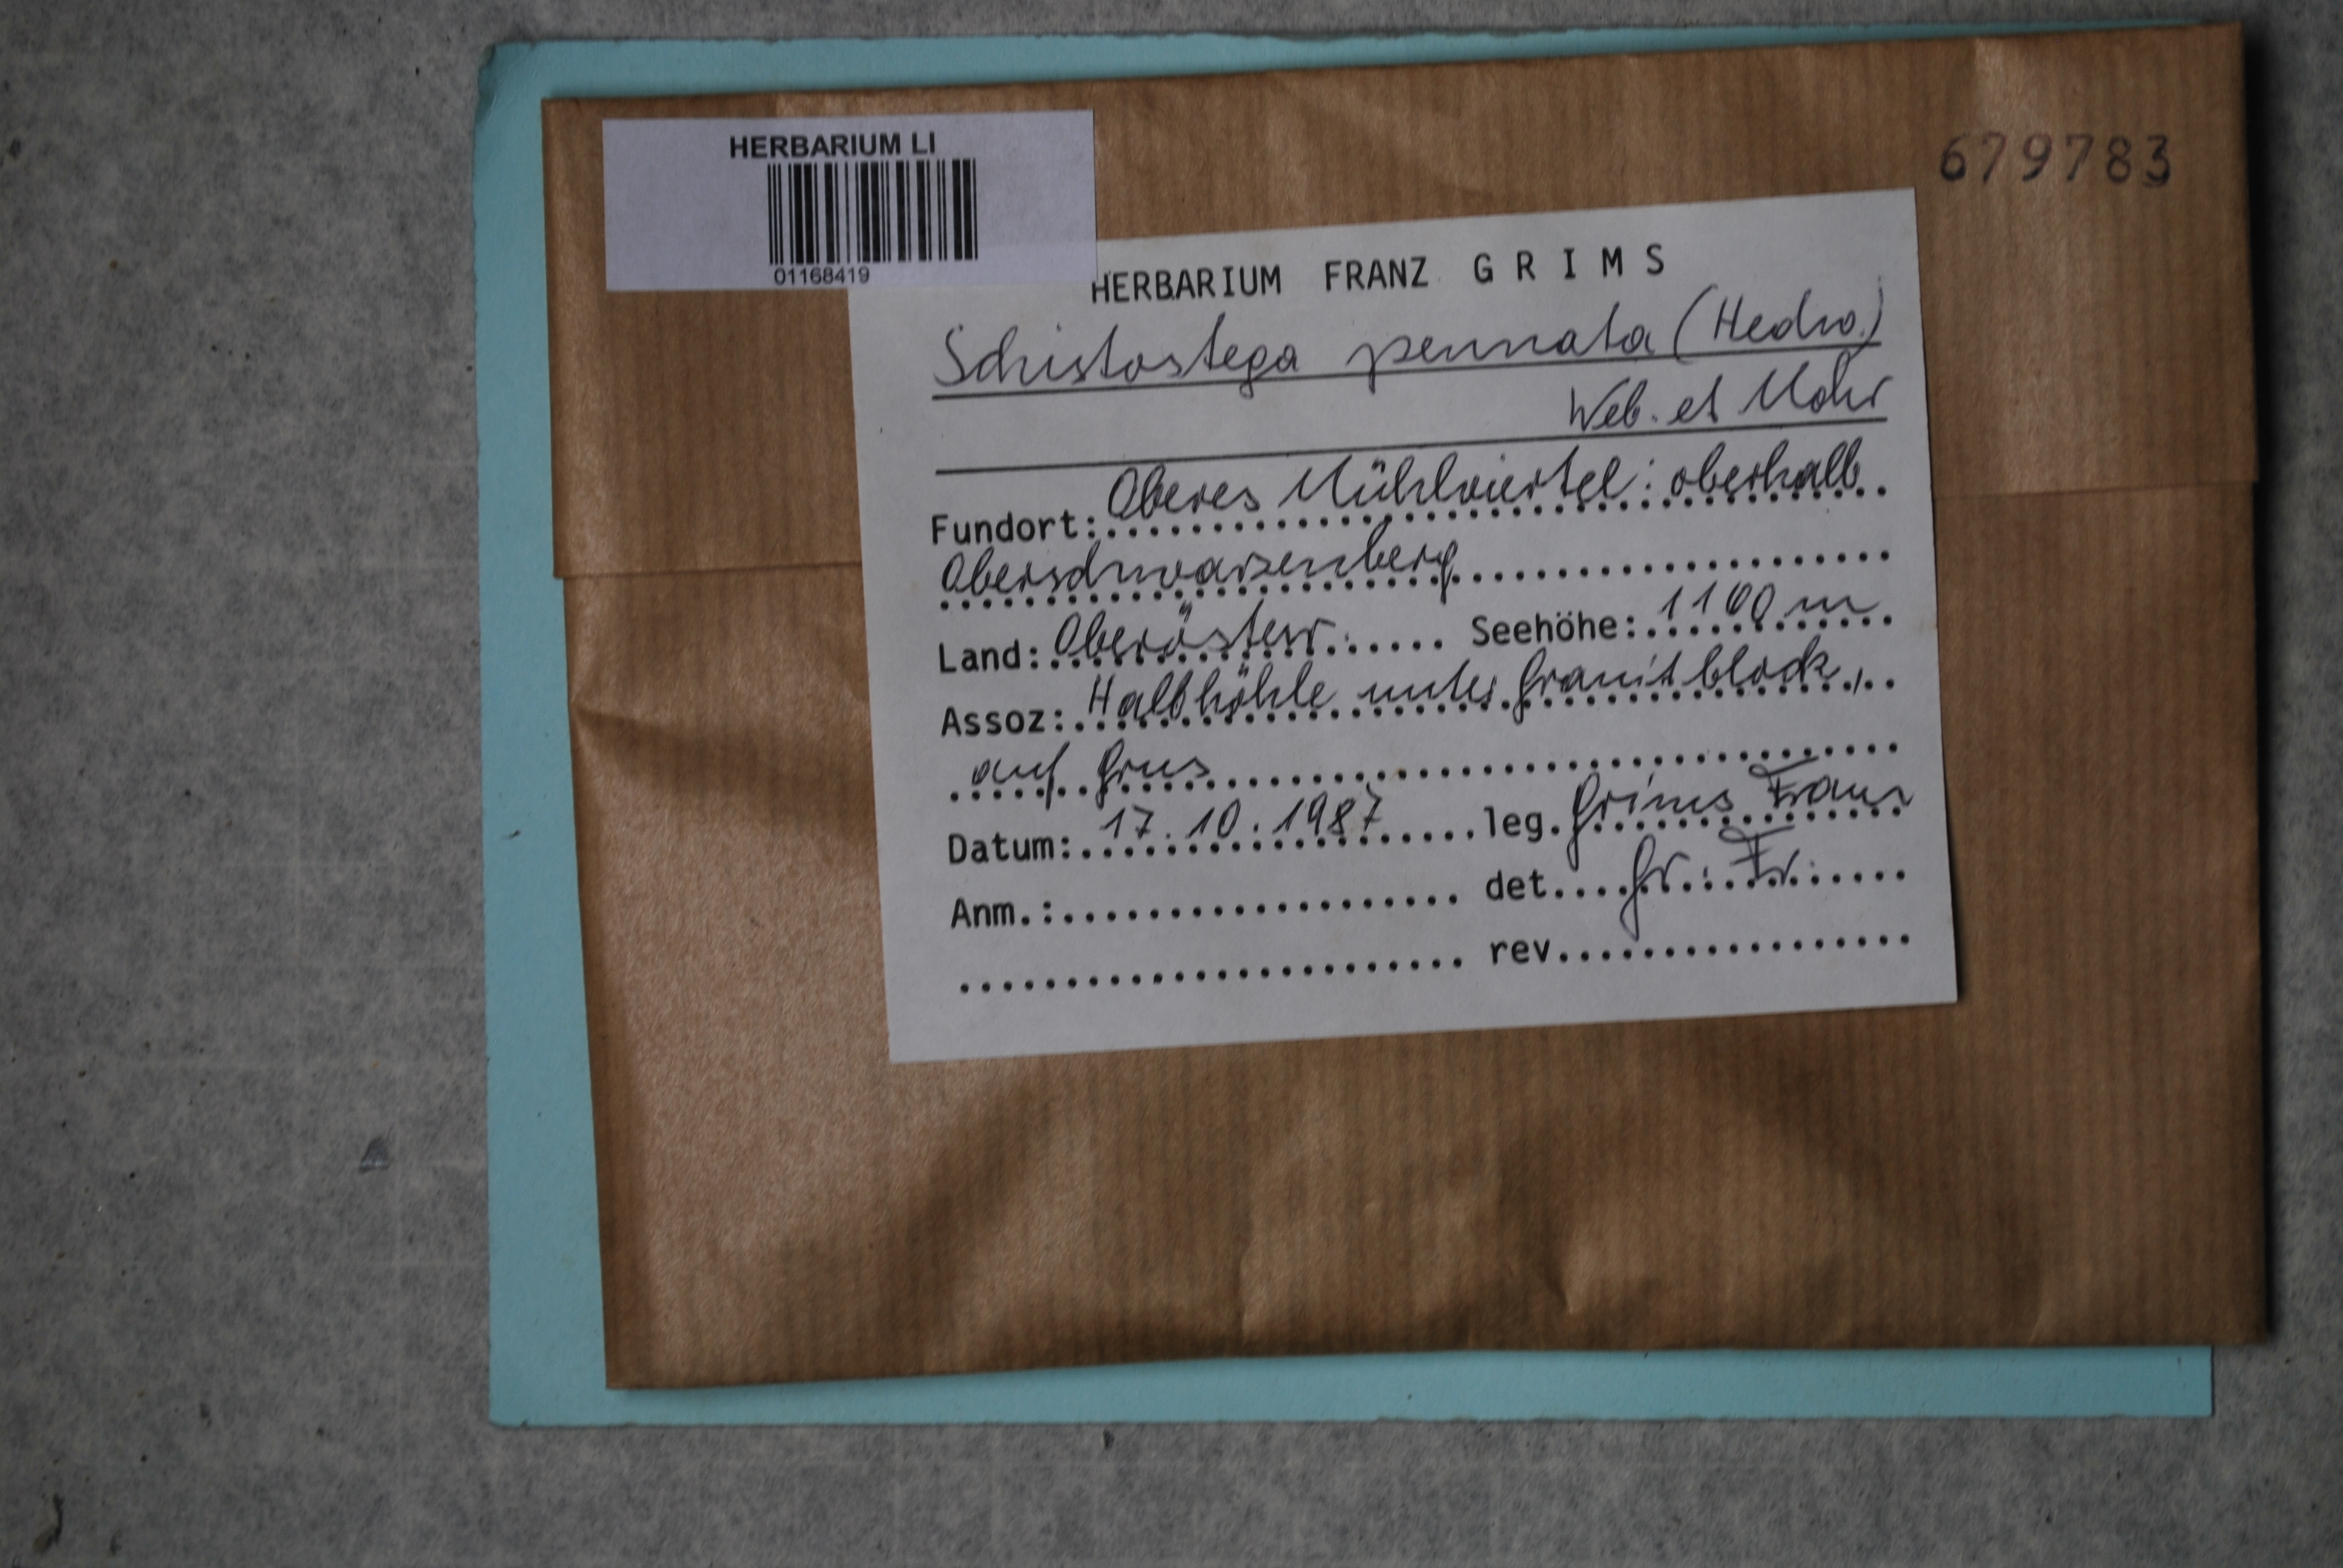 HERBARIUM LI
01168419
679783
HERBARIUM FRANZ G R I M S
Schistostega pennata (Hedw.)
Web. et Mohr
Fundort: Oberes Mühlviertel: oberhalb
Oberschwarzenberg
Land: Oberösterr. Seehöhe: 1100 m
Assoz: Halbhöhle unter Granitblock,
auf Grus
Datum: 17.10.1987 leg. Grims Franz
Anm.: det. Gr. Fr.
rev.